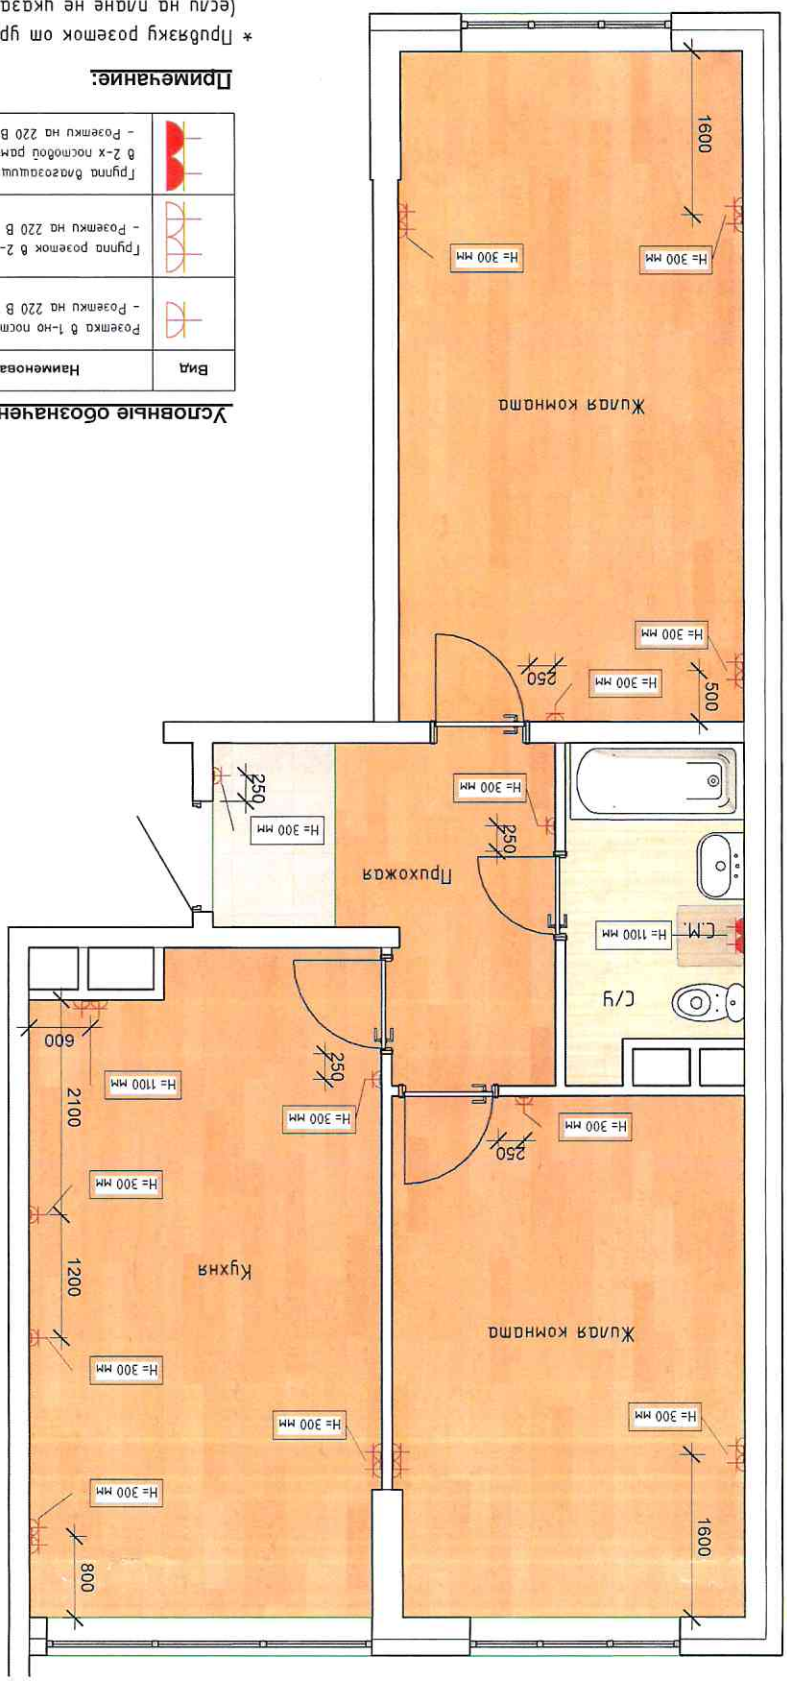 1600
800
H= 300 мм
H= 300 мм
H= 300 мм
Жилая комната
H= 300 мм
Кухня
1200
H= 300 мм
250
H= 300 мм
H= 300 мм
2100
H= 1100 мм
250
600
С/У
С.М.
H= 1100 мм
Прихожая
250
H= 300 мм
H= 300 мм
250
500
H= 300 мм
250
H= 300 мм
Жилая комната
H= 300 мм
H= 300 мм
1600
Условные обозначен
Вид
Наименова
Розетка в 1-но пост
- Розетки на 220 В
Группа розеток в 2-
- Розетки на 220 В
Группа влагозащищ
в 2-х постовой рам
- Розетки на 220 В
Примечание:
* Привязку розеток от ур
(если на плане не указа